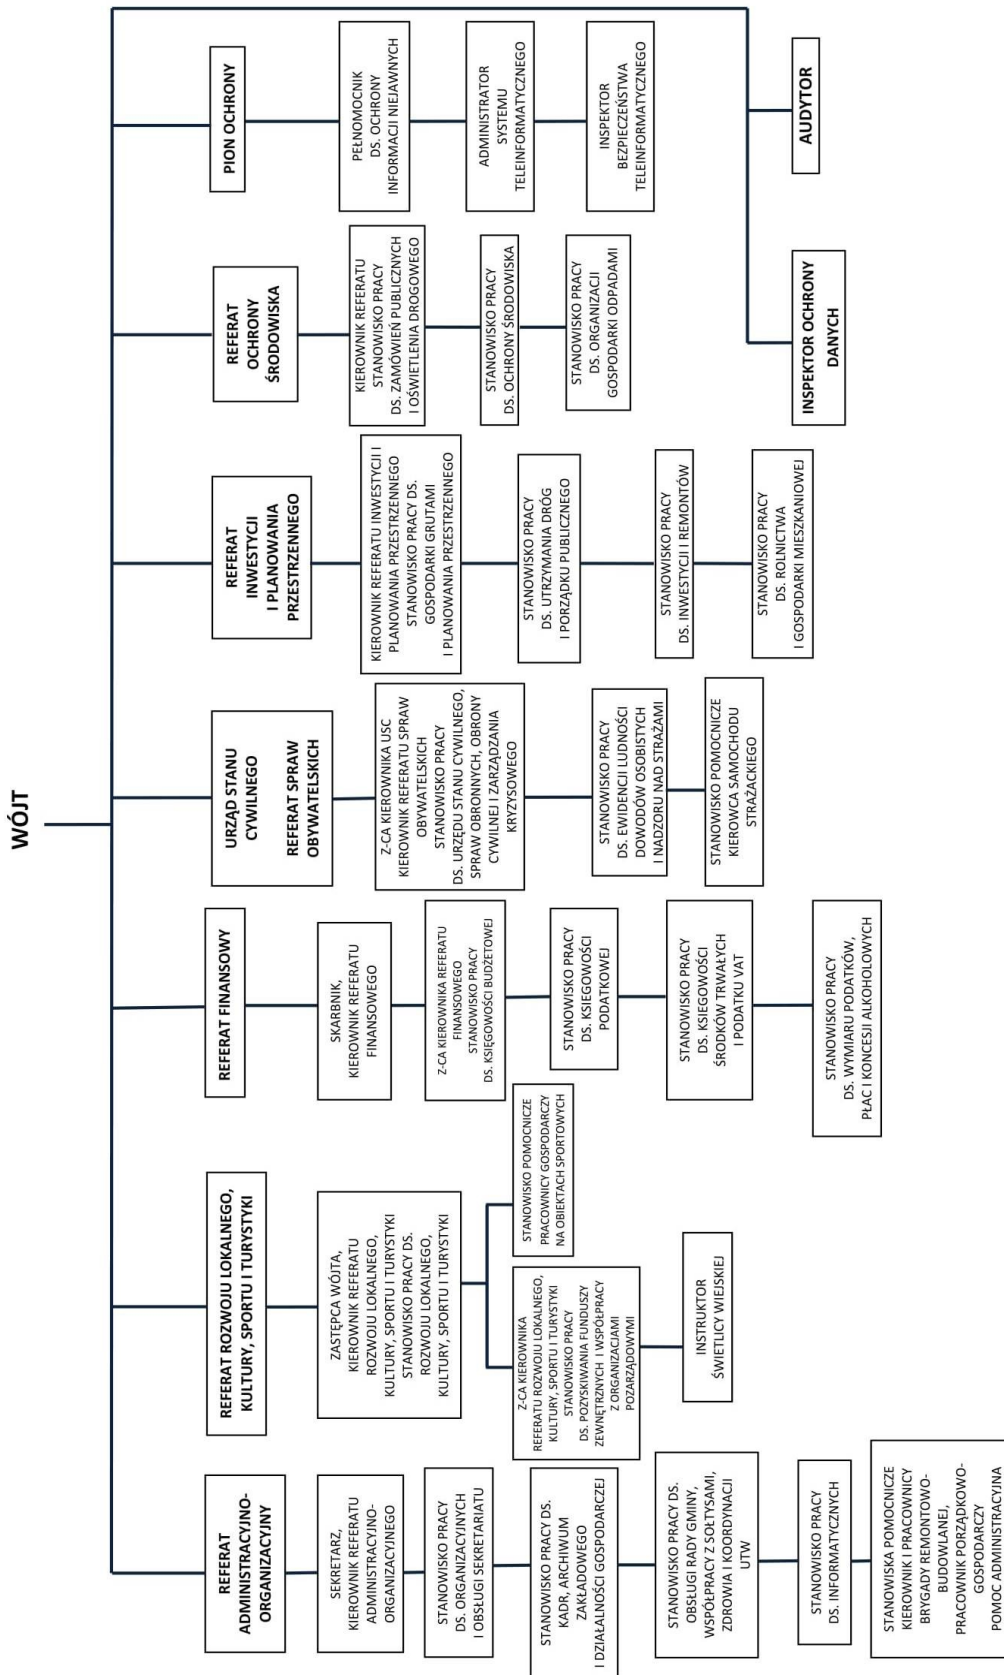 WÓJT
REFERAT
ADMINISTRACYJNO-
ORGANIZACYJNY
SEKRETARZ,
KIEROWNIK REFERATU
ADMINISTRACYJNO-
ORGANIZACYJNEGO
STANOWISKO PRACY
DS. ORGANIZACYJNYCH
I OBSŁUGI SEKRETARIATU
STANOWISKO PRACY DS.
KADR, ARCHIWUM
ZAKŁADOWEGO
I DZIAŁALNOŚCI GOSPODARCZEJ
STANOWISKO PRACY DS.
OBSŁUGI RADY GMINY,
WSPÓŁPRACY Z SOŁTYSAMI,
ZDROWIA I KOORDYNACJI
UTW
STANOWISKO PRACY
DS. INFORMATYCZNYCH
STANOWISKA POMOCNICZE
KIEROWNIK I PRACOWNICY
BRYGADY REMONTOWO-
BUDOWLANEJ,
PRACOWNIK PORZĄDKOWO-
GOSPODARCZY
POMOC ADMINISTRACYJNA
REFERAT ROZWOJU LOKALNEGO,
KULTURY, SPORTU I TURYSTYKI
ZASTĘPCA WÓJTA,
KIEROWNIK REFERATU
ROZWOJU LOKALNEGO,
KULTURY, SPORTU I TURYSTYKI
STANOWISKO PRACY DS.
ROZWOJU LOKALNEGO,
KULTURY, SPORTU I TURYSTYKI
Z-CA KIEROWNIKA
REFERATU ROZWOJU LOKALNEGO,
KULTURY, SPORTU I TURYSTYKI
STANOWISKO PRACY
DS. POZYSKIWANIA FUNDUSZY
ZEWNĘTRZNYCH I WSPÓŁPRACY
Z ORGANIZACJAMI
POZARZĄDOWYMI
STANOWISKO POMOCNICZE
PRACOWNICY GOSPODARCZY
NA OBIEKTACH SPORTOWYCH
INSTRUKTOR
ŚWIETLICY WIEJSKIEJ
REFERAT FINANSOWY
SKARBNIK,
KIEROWNIK REFERATU
FINANSOWEGO
Z-CA KIEROWNIKA REFERATU
FINANSOWEGO
STANOWISKO PRACY
DS. KSIĘGOWOŚCI BUDŻETOWEJ
STANOWISKO PRACY
DS. KSIEGOWOŚCI
PODATKOWEJ
STANOWISKO PRACY
DS. KSIEGOWOŚCI
ŚRODKÓW TRWAŁYCH
I PODATKU VAT
STANOWISKO PRACY
DS. WYMIARU PODATKÓW,
PŁAC I KONCESJI ALKOHOLOWYCH
URZĄD STANU
CYWILNEGO
REFERAT SPRAW
OBYWATELSKICH
Z-CA KIEROWNIKA USC
KIEROWNIK REFERATU SPRAW
OBYWATELSKICH
STANOWISKO PRACY
DS. URZĘDU STANU CYWILNEGO,
SPRAW OBRONNYCH, OBRONY
CYWILNEJ I ZARZĄDZANIA
KRYZYSOWEGO
STANOWISKO PRACY
DS. EWIDENCJI LUDNOŚCI
DOWODÓW OSOBISTYCH
I NADZORU NAD STRAŻAMI
STANOWISKO POMOCNICZE
KIEROWCA SAMOCHODU
STRAŻACKIEGO
REFERAT
INWESTYCJI
I PLANOWANIA
PRZESTRZENNEGO
KIEROWNIK REFERATU INWESTYCJI I
PLANOWANIA PRZESTRZENNEGO
STANOWISKO PRACY DS.
GOSPODARKI GRUTAMI
I PLANOWANIA PRZESTRZENNEGO
STANOWISKO PRACY
DS. UTRZYMANIA DRÓG
I PORZĄDKU PUBLICZNEGO
STANOWISKO PRACY
DS. INWESTYCJI I REMONTÓW
STANOWISKO PRACY
DS. ROLNICTWA
I GOSPODARKI MIESZKANIOWEJ
REFERAT
OCHRONY
ŚRODOWISKA
KIEROWNIK REFERATU
STANOWISKO PRACY
DS. ZAMÓWIEŃ PUBLICZNYCH
I OŚWIETLENIA DROGOWEGO
STANOWISKO PRACY
DS. OCHRONY ŚRODOWISKA
STANOWISKO PRACY
DS. ORGANIZACJI
GOSPODARKI ODPADAMI
PION OCHRONY
PEŁNOMOCNIK
DS. OCHRONY
INFORMACJI NIEJAWNYCH
ADMINISTRATOR
SYSTEMU
TELEINFORMATYCZNEGO
INSPEKTOR
BEZPIECZEŃSTWA
TELEINFORMATYCZNEGO
INSPEKTOR OCHRONY
DANYCH
AUDYTOR